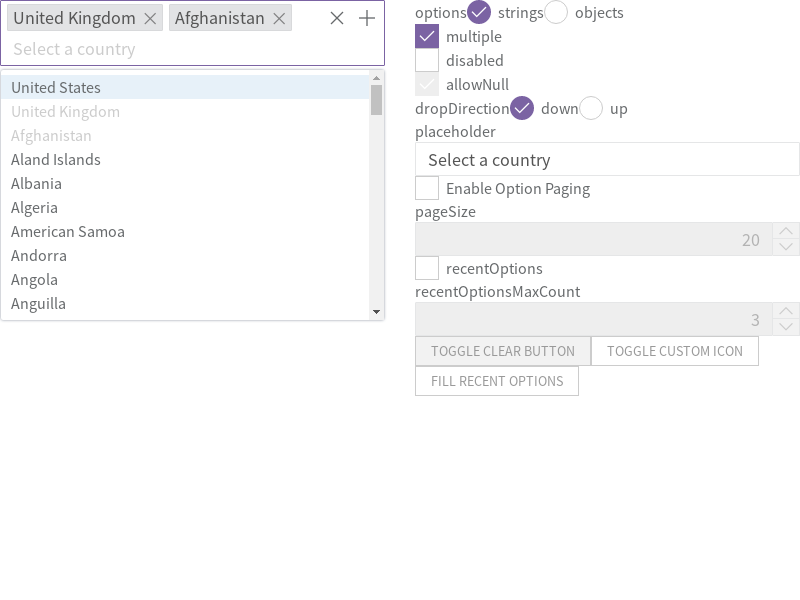 United Kingdom Afghanistan
Select a country
United States
United Kingdom
Afghanistan
Aland Islands
Albania
Algeria
American Samoa
Andorra
Angola
Anguilla
options strings objects
multiple
disabled
allowNull
dropDirection down up
placeholder
Select a country
Enable Option Paging
pageSize
20
recentOptions
recentOptionsMaxCount
3
TOGGLE CLEAR BUTTON TOGGLE CUSTOM ICON
FILL RECENT OPTIONS